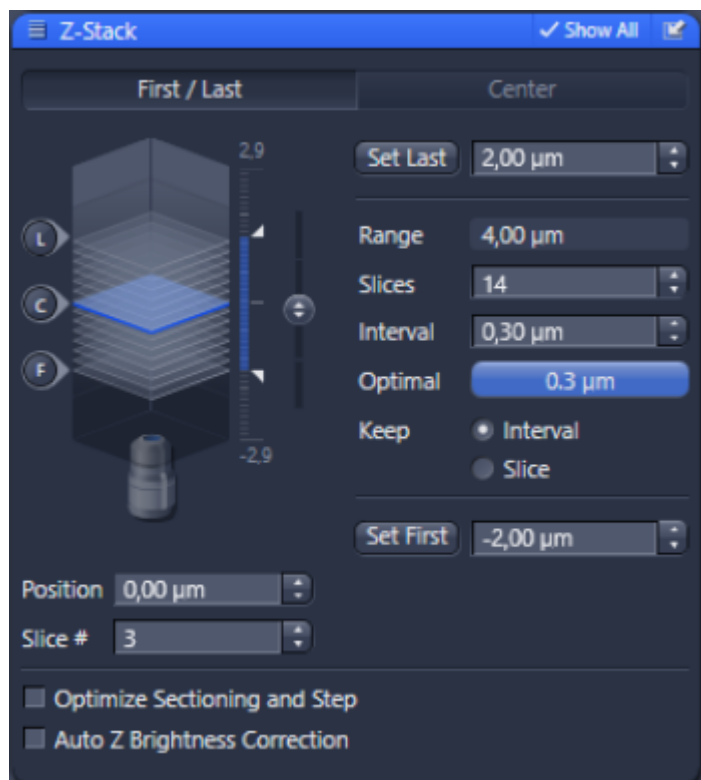 Z-Stack
Show All
First / Last
Center
2,9
L
C
F
-2,9
Set Last 2,00 µm
Range 4,00 µm
Slices 14
Interval 0,30 µm
Optimal 0.3 µm
Keep Interval
Slice
Set First -2,00 µm
Position 0,00 µm
Slice # 3
Optimize Sectioning and Step
Auto Z Brightness Correction